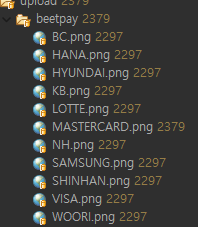 upload 2379
beetpay 2379
BC.png 2297
HANA.png 2297
HYUNDAI.png 2297
KB.png 2297
LOTTE.png 2297
MASTERCARD.png 2379
NH.png 2297
SAMSUNG.png 2297
SHINHAN.png 2297
VISA.png 2297
WOORI.png 2297